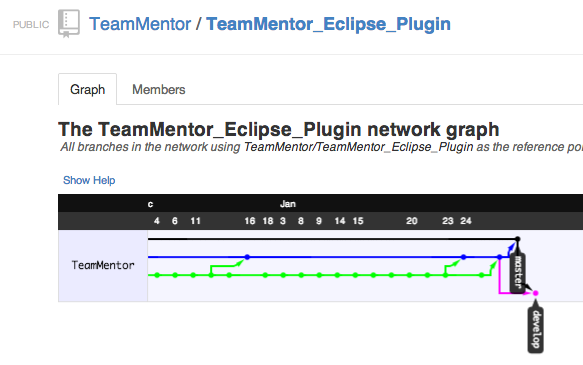 PUBLIC TeamMentor / TeamMentor_Eclipse_Plugin
Graph Members
The TeamMentor_Eclipse_Plugin network graph
All branches in the network using TeamMentor/TeamMentor_Eclipse_Plugin as the reference po
Show Help
c Jan
4 6 11 16 18 3 8 9 14 15 20 23 24
TeamMentor
master
develop